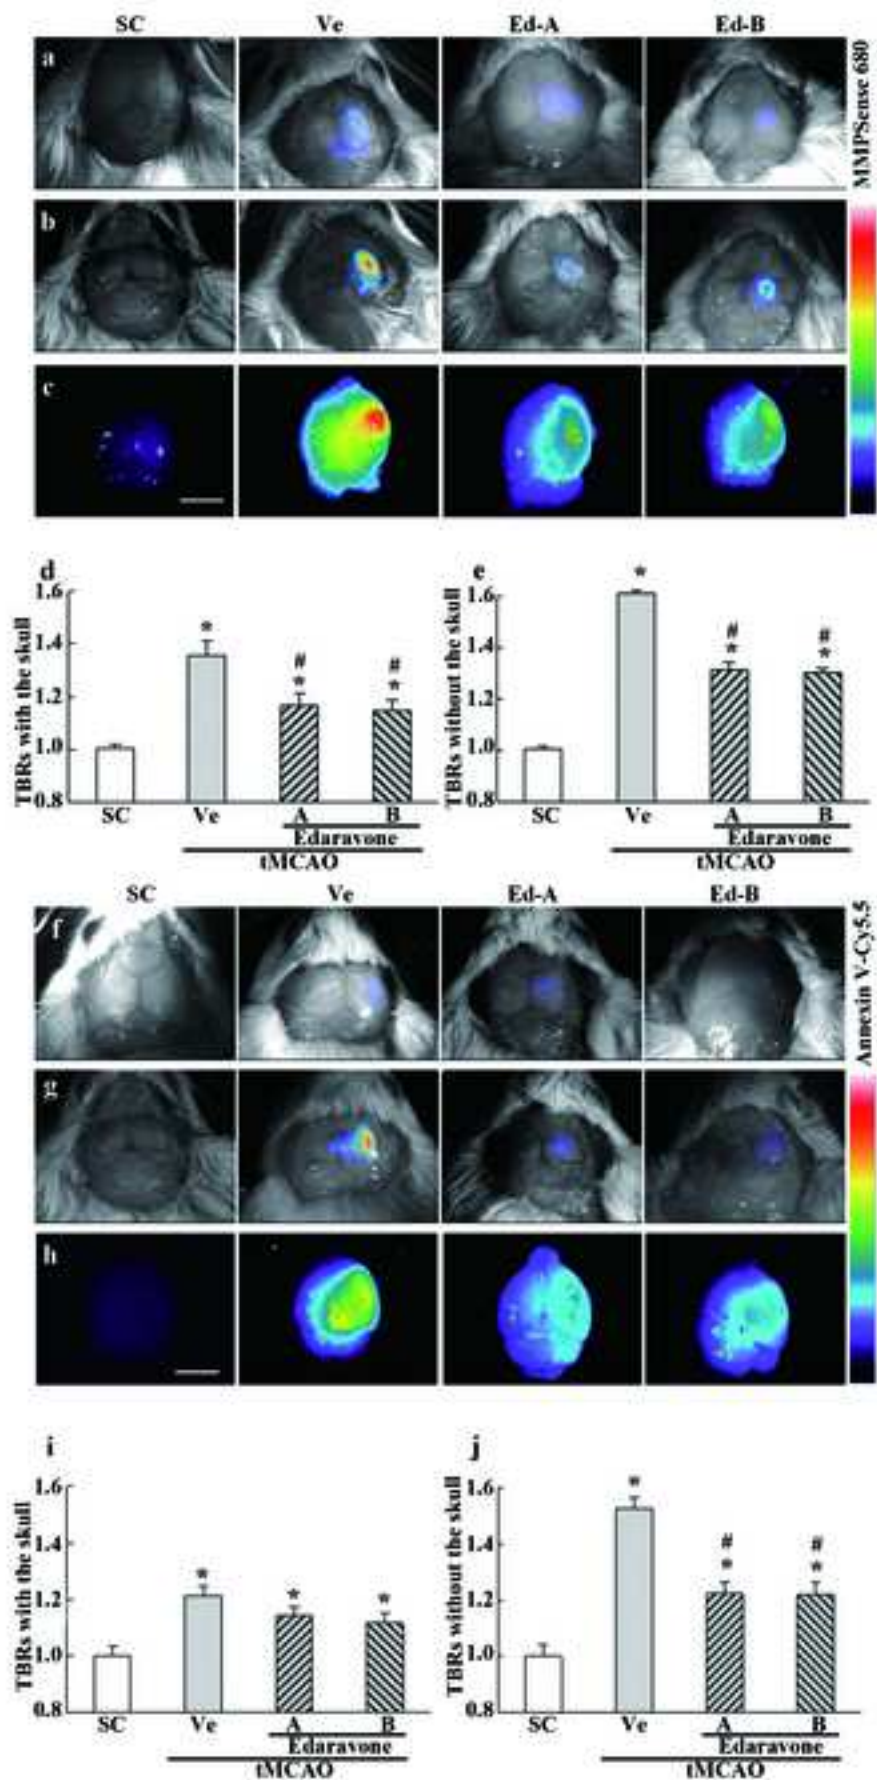 SC Ve Ed-A Ed-B
a
MMPSense 680
b
c
d
TBRs with the skull
1.6
1.4
1.2
1.0
0.8
*
#
*
#
*
SC Ve A B
Edaravone
tMCAO
e
TBRs without the skull
1.6
1.4
1.2
1.0
0.8
*
#
*
#
*
SC Ve A B
Edaravone
tMCAO
SC Ve Ed-A Ed-B
f
Annexin V-Cy5.5
g
h
i
TBRs with the skull
1.6
1.4
1.2
1.0
0.8
*
*
*
SC Ve A B
Edaravone
tMCAO
j
TBRs without the skull
1.6
1.4
1.2
1.0
0.8
*
#
*
#
*
SC Ve A B
Edaravone
tMCAO